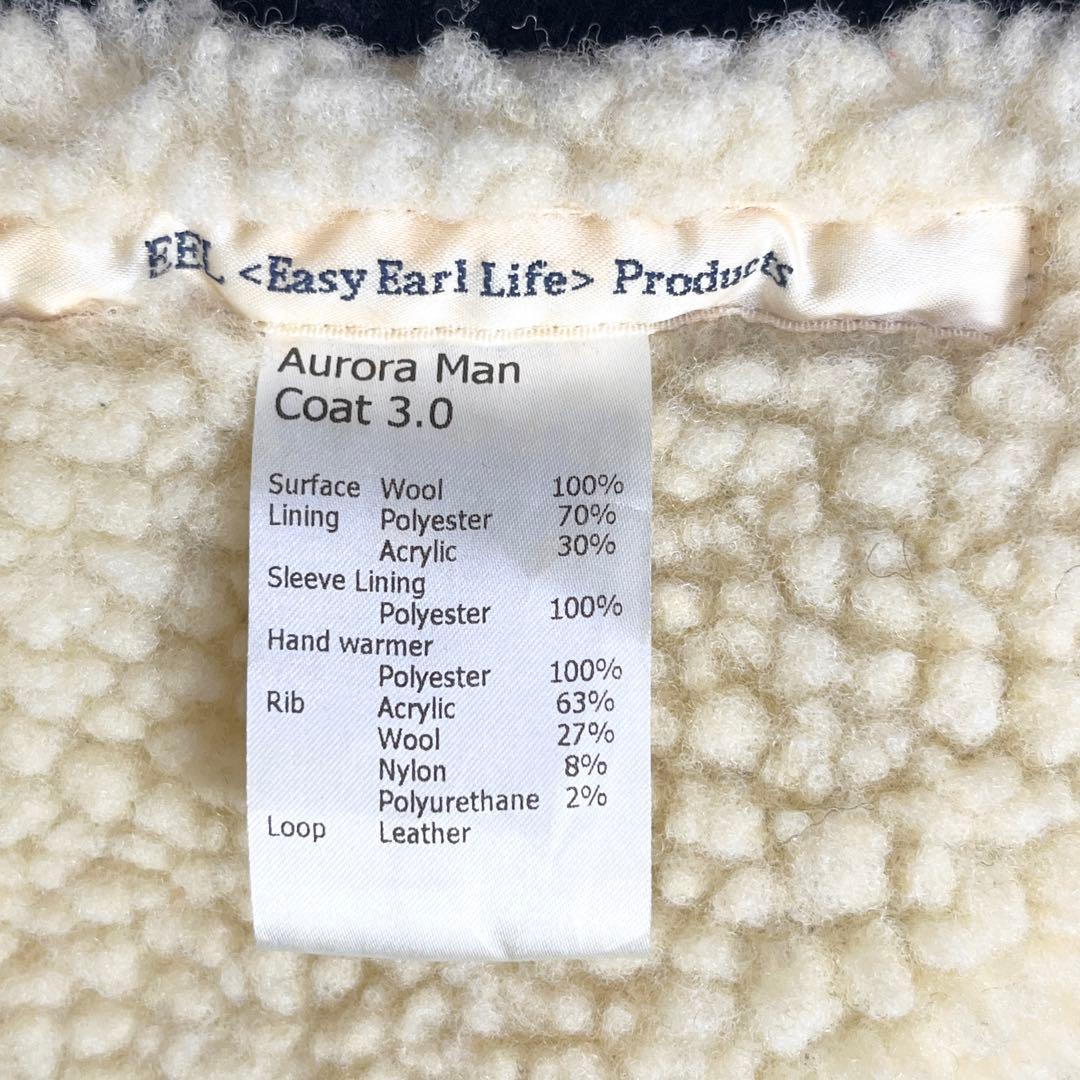 EEL <Easy Earl Life> Products
Aurora Man
Coat 3.0
Surface Wool 100%
Lining Polyester 70%
Acrylic 30%
Sleeve Lining
Polyester 100%
Hand warmer
Polyester 100%
Rib Acrylic 63%
Wool 27%
Nylon 8%
Polyurethane 2%
Loop Leather